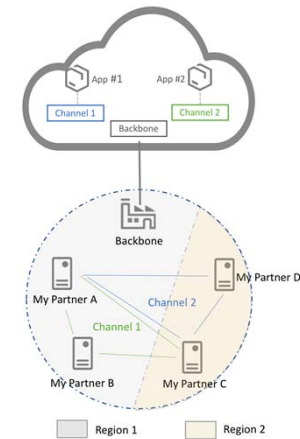 App #1
App #2
Channel 1
Channel 2
Backbone
Backbone
My Partner A
My Partner D
Channel 2
Channel 1
My Partner B
My Partner C
Region 1
Region 2